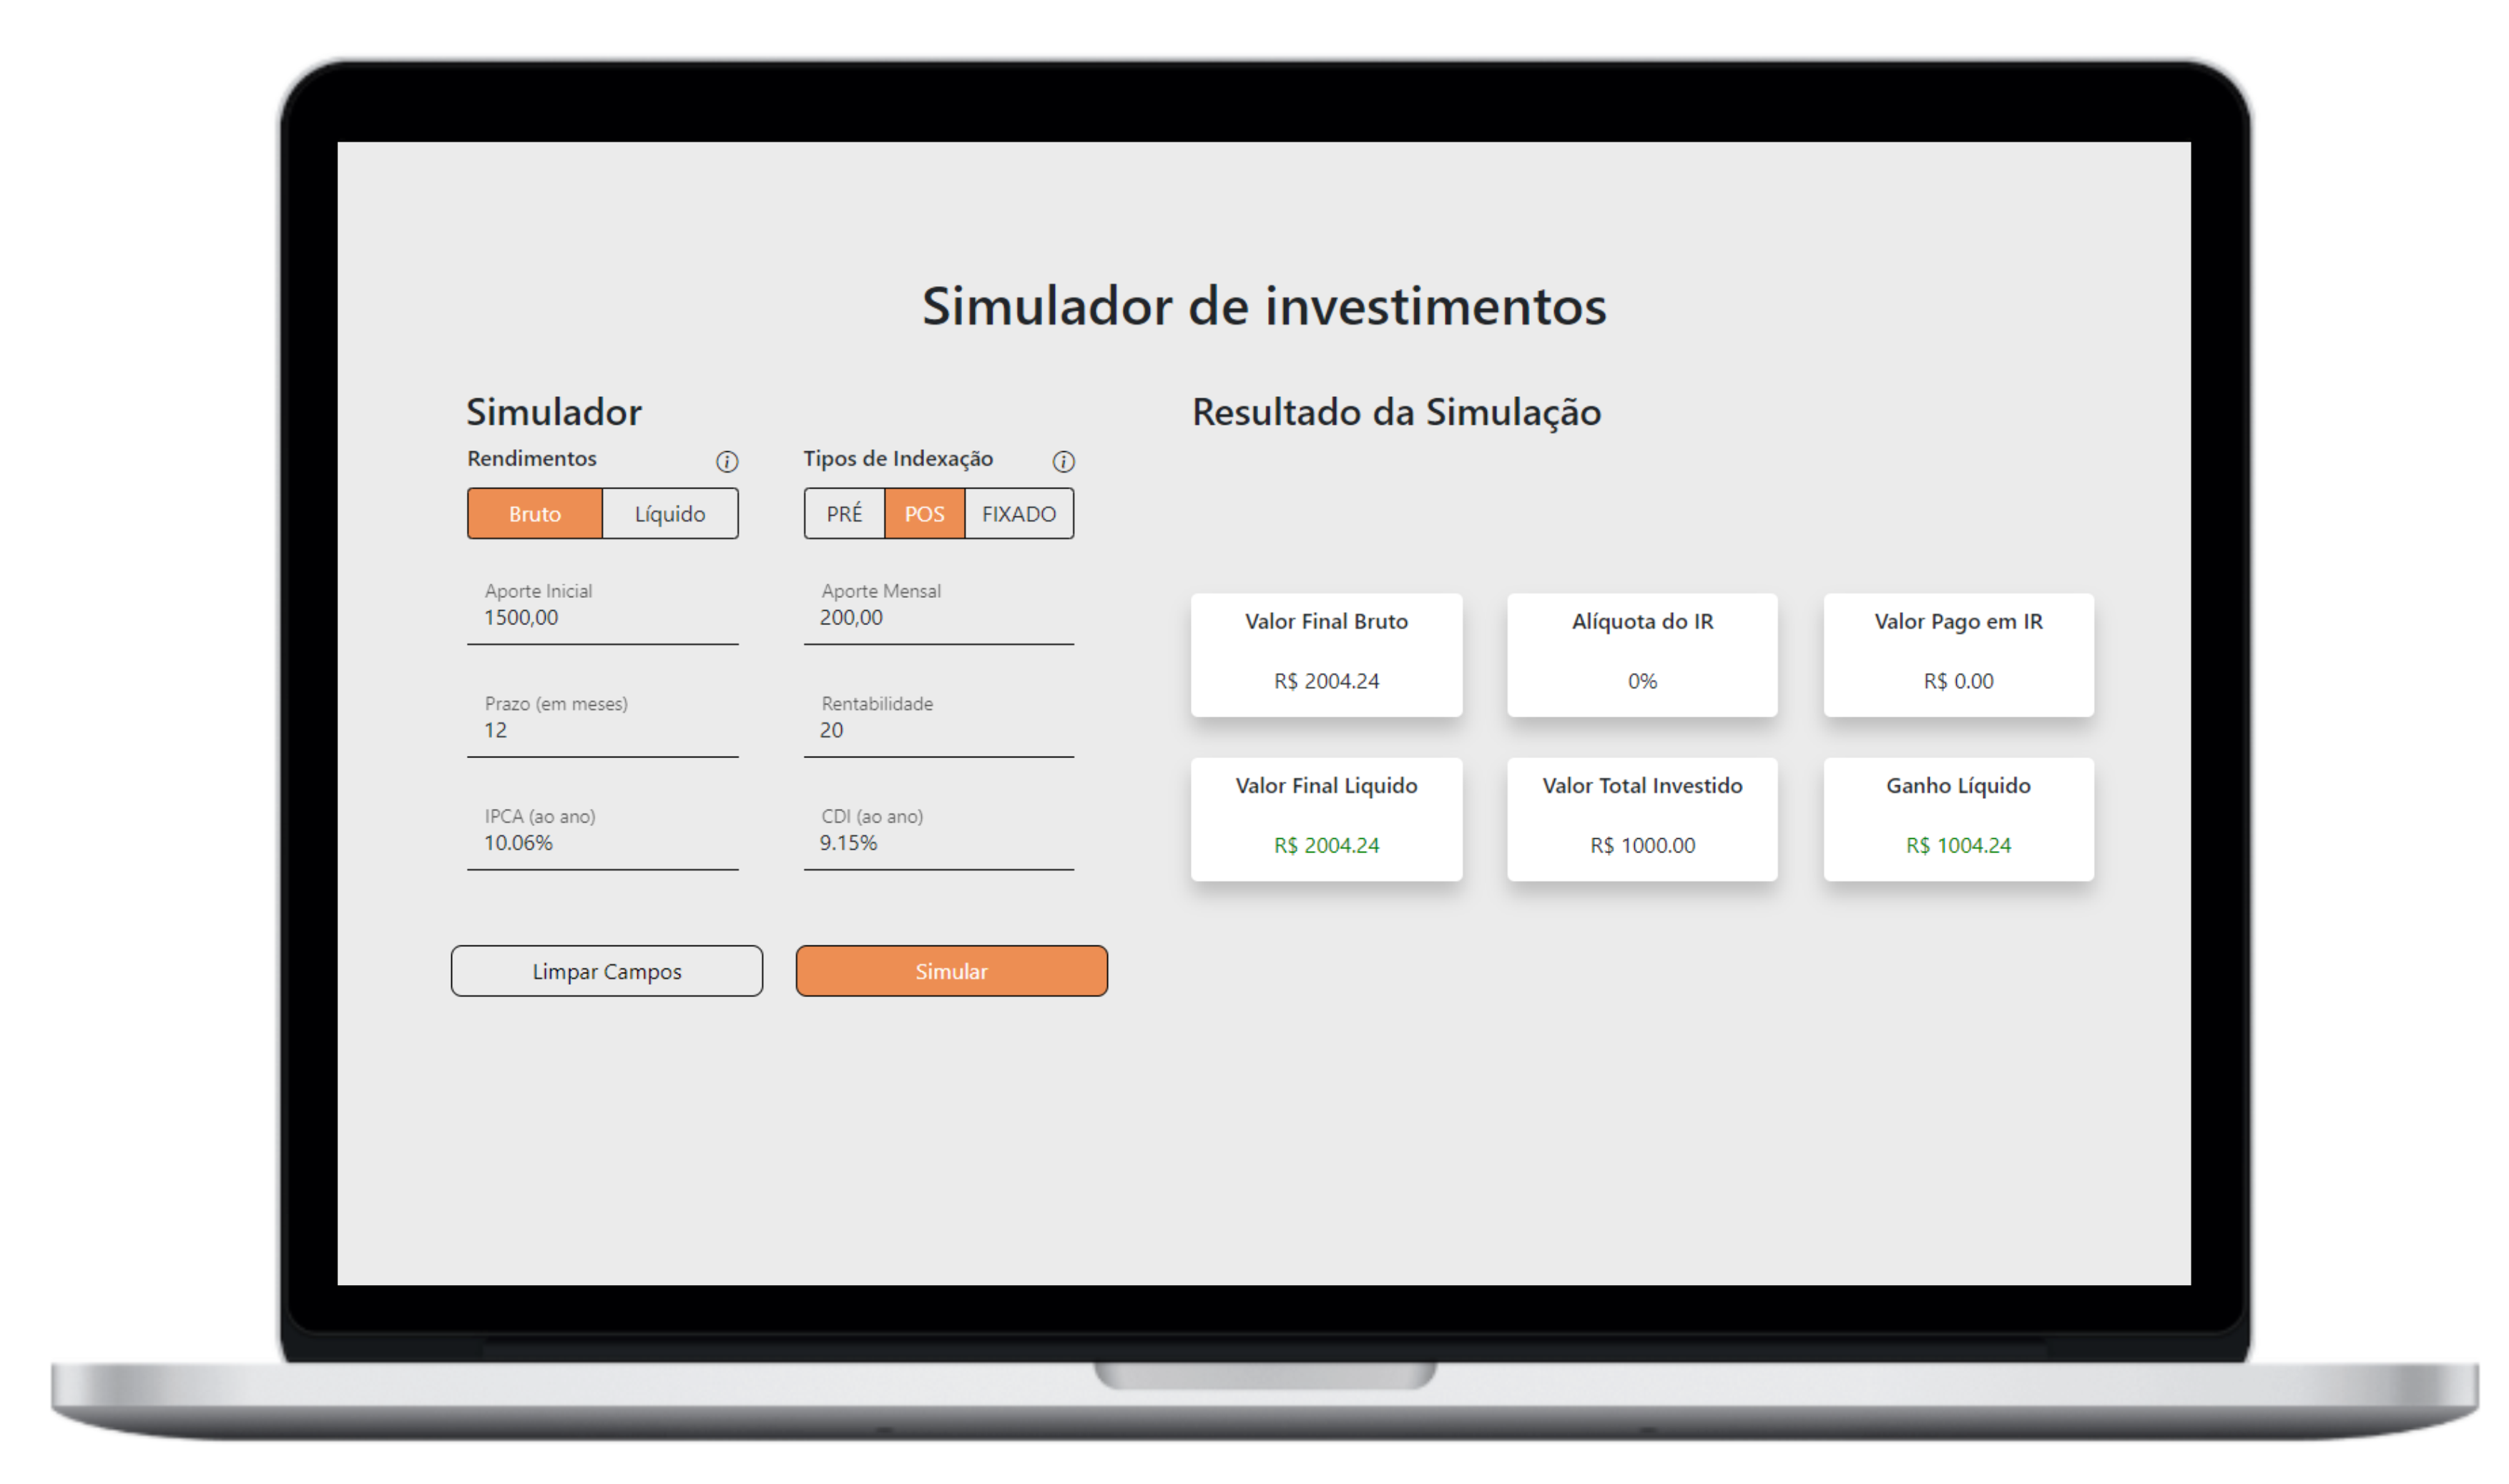 Simulador de investimentos
Simulador
Rendimentos
Tipos de Indexação
Bruto
Líquido
PRÉ
POS
FIXADO
Aporte Inicial
1500,00
Aporte Mensal
200,00
Prazo (em meses)
12
Rentabilidade
20
IPCA (ao ano)
10.06%
CDI (ao ano)
9.15%
Limpar Campos
Simular
Resultado da Simulação
Valor Final Bruto
R$ 2004.24
Alíquota do IR
0%
Valor Pago em IR
R$ 0.00
Valor Final Liquido
R$ 2004.24
Valor Total Investido
R$ 1000.00
Ganho Líquido
R$ 1004.24